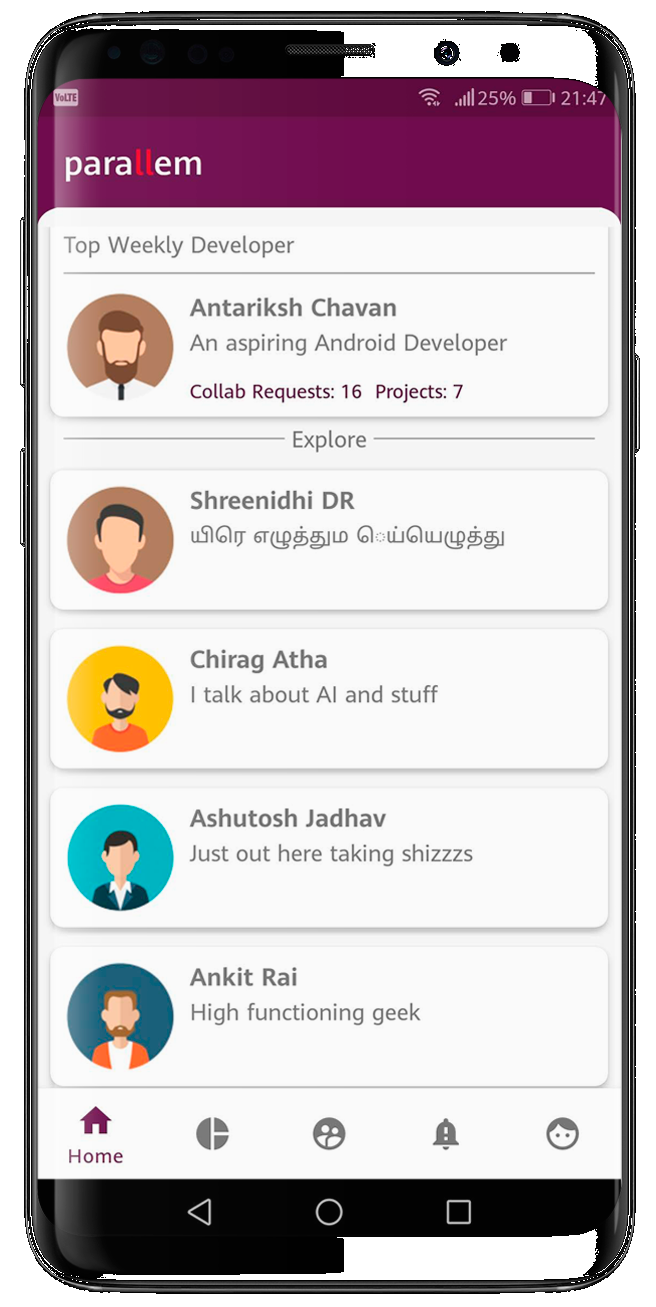 VoLTE 25% 21:47
parallem
Top Weekly Developer
Antariksh Chavan
An aspiring Android Developer
Collab Requests: 16 Projects: 7
Explore
Shreenidhi DR
யிரெ எழுத்தும ெய்யெழுத்து
Chirag Atha
I talk about AI and stuff
Ashutosh Jadhav
Just out here taking shizzzs
Ankit Rai
High functioning geek
Home